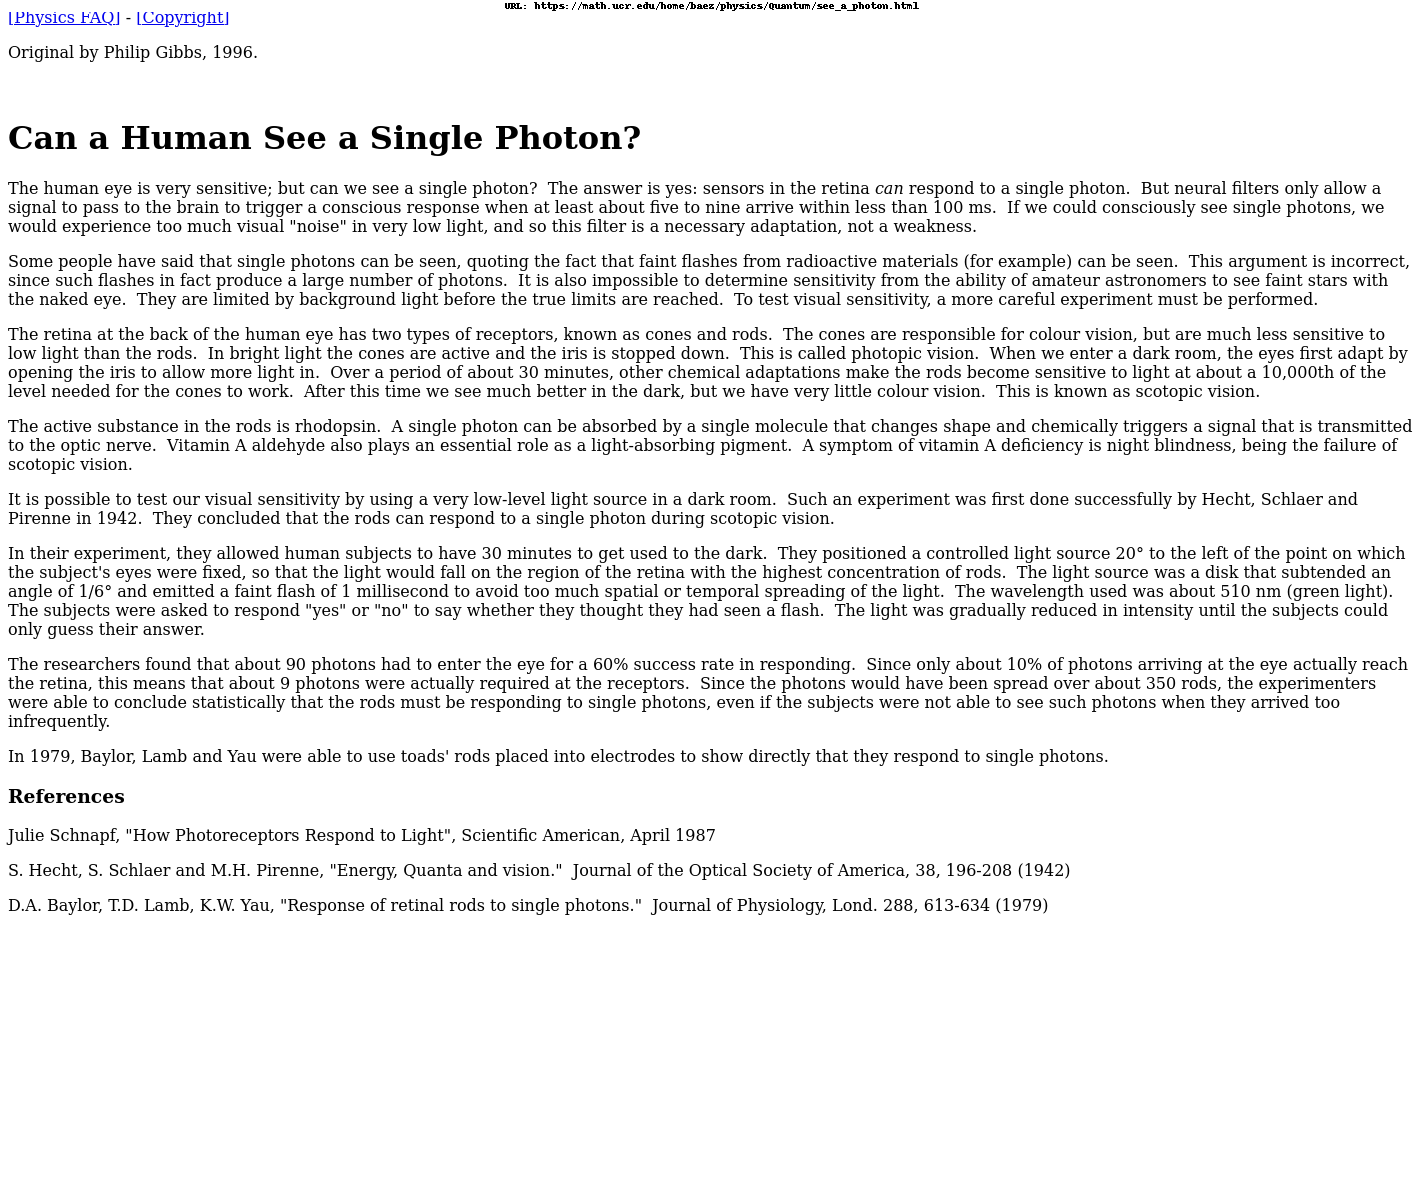 URL: https://math.ucr.edu/home/baez/physics/Quantum/see_a_photon.html
[Physics FAQ] - [Copyright]
Original by Philip Gibbs, 1996.
Can a Human See a Single Photon?
The human eye is very sensitive; but can we see a single photon?  The answer is yes: sensors in the retina can respond to a single photon.  But neural filters only allow a
signal to pass to the brain to trigger a conscious response when at least about five to nine arrive within less than 100 ms.  If we could consciously see single photons, we
would experience too much visual "noise" in very low light, and so this filter is a necessary adaptation, not a weakness.
Some people have said that single photons can be seen, quoting the fact that faint flashes from radioactive materials (for example) can be seen.  This argument is incorrect,
since such flashes in fact produce a large number of photons.  It is also impossible to determine sensitivity from the ability of amateur astronomers to see faint stars with
the naked eye.  They are limited by background light before the true limits are reached.  To test visual sensitivity, a more careful experiment must be performed.
The retina at the back of the human eye has two types of receptors, known as cones and rods.  The cones are responsible for colour vision, but are much less sensitive to
low light than the rods.  In bright light the cones are active and the iris is stopped down.  This is called photopic vision.  When we enter a dark room, the eyes first adapt by
opening the iris to allow more light in.  Over a period of about 30 minutes, other chemical adaptations make the rods become sensitive to light at about a 10,000th of the
level needed for the cones to work.  After this time we see much better in the dark, but we have very little colour vision.  This is known as scotopic vision.
The active substance in the rods is rhodopsin.  A single photon can be absorbed by a single molecule that changes shape and chemically triggers a signal that is transmitted
to the optic nerve.  Vitamin A aldehyde also plays an essential role as a light-absorbing pigment.  A symptom of vitamin A deficiency is night blindness, being the failure of
scotopic vision.
It is possible to test our visual sensitivity by using a very low-level light source in a dark room.  Such an experiment was first done successfully by Hecht, Schlaer and
Pirenne in 1942.  They concluded that the rods can respond to a single photon during scotopic vision.
In their experiment, they allowed human subjects to have 30 minutes to get used to the dark.  They positioned a controlled light source 20° to the left of the point on which
the subject's eyes were fixed, so that the light would fall on the region of the retina with the highest concentration of rods.  The light source was a disk that subtended an
angle of 1/6° and emitted a faint flash of 1 millisecond to avoid too much spatial or temporal spreading of the light.  The wavelength used was about 510 nm (green light).
The subjects were asked to respond "yes" or "no" to say whether they thought they had seen a flash.  The light was gradually reduced in intensity until the subjects could
only guess their answer.
The researchers found that about 90 photons had to enter the eye for a 60% success rate in responding.  Since only about 10% of photons arriving at the eye actually reach
the retina, this means that about 9 photons were actually required at the receptors.  Since the photons would have been spread over about 350 rods, the experimenters
were able to conclude statistically that the rods must be responding to single photons, even if the subjects were not able to see such photons when they arrived too
infrequently.
In 1979, Baylor, Lamb and Yau were able to use toads' rods placed into electrodes to show directly that they respond to single photons.
References
Julie Schnapf, "How Photoreceptors Respond to Light", Scientific American, April 1987
S. Hecht, S. Schlaer and M.H. Pirenne, "Energy, Quanta and vision."  Journal of the Optical Society of America, 38, 196-208 (1942)
D.A. Baylor, T.D. Lamb, K.W. Yau, "Response of retinal rods to single photons."  Journal of Physiology, Lond. 288, 613-634 (1979)